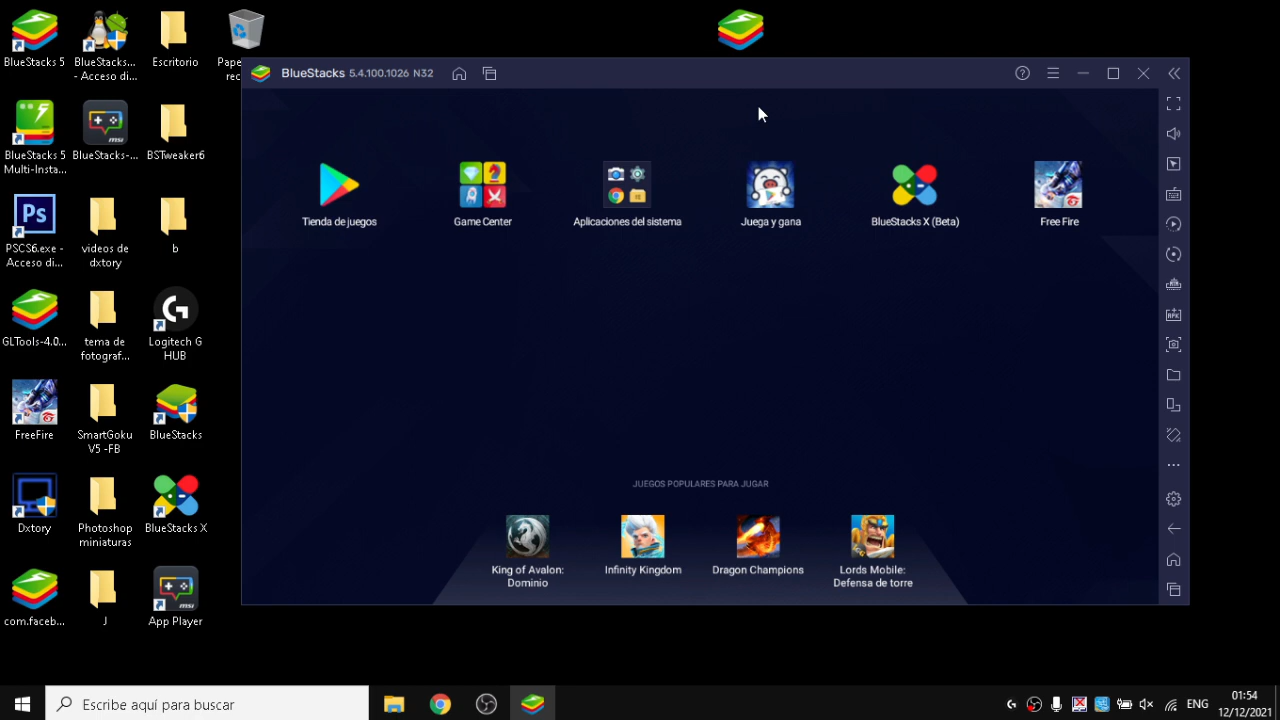 BlueStacks 5
BlueStacks...
- Acceso di...
Escritorio
Pape
rec
BlueStacks 5.4.100.1026 N32
BlueStacks 5
Multi-Insta...
BlueStacks-...
BSTweaker6
Tienda de juegos
Game Center
Aplicaciones del sistema
Juega y gana
BlueStacks X (Beta)
Free Fire
Ps
PSCS6.exe -
Acceso di...
videos de
dxtory
b
GLTools-4.0...
tema de
fotograf...
Logitech G
HUB
FreeFire
SmartGoku
V5 -FB
BlueStacks
JUEGOS POPULARES PARA JUGAR
Dxtory
Photoshop
miniaturas
BlueStacks X
King of Avalon:
Dominio
Infinity Kingdom
Dragon Champions
Lords Mobile:
Defensa de torre
com.faceb...
J
msi
App Player
Escribe aquí para buscar
ENG
01:54
12/12/2021